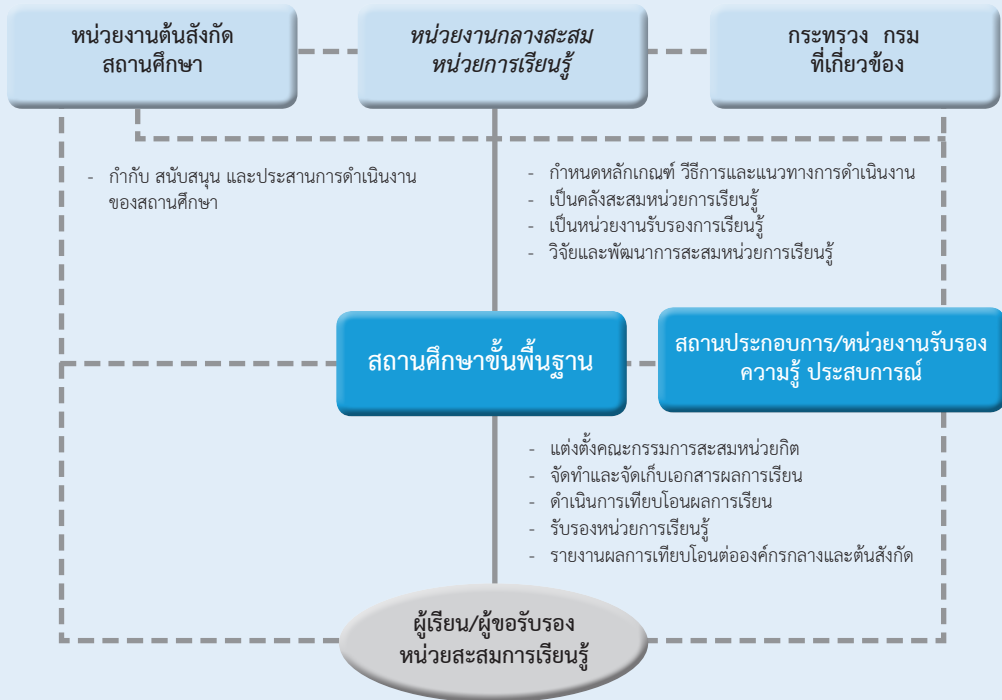 หน่วยงานต้นสังกัด
สถานศึกษา
หน่วยงานกลางสะสม
หน่วยการเรียนรู้
กระทรวง กรม
ที่เกี่ยวข้อง
- กำกับ สนับสนุน และประสานการดำเนินงาน
ของสถานศึกษา
- กำหนดหลักเกณฑ์ วีธีการและแนวทางการดำเนินงาน
- เป็นคลังสะสมหน่วยการเรียนรู้
- เป็นหน่วยงานรับรองการเรียนรู้
- วิจัยและพัฒนาการสะสมหน่วยการเรียนรู้
สถานศึกษาขั้นพื้นฐาน
สถานประกอบการ/หน่วยงานรับรอง
ความรู้ ประสบการณ์
- แต่งตั้งคณะกรรมการสะสมหน่วยกิต
- จัดทำและจัดเก็บเอกสารผลการเรียน
- ดำเนินการเทียบโอนผลการเรียน
- รับรองหน่วยการเรียนรู้
- รายงานผลการเทียบโอนต่อองค์กรกลางและต้นสังกัด
ผู้เรียน/ผู้ขอรับรอง
หน่วยสะสมการเรียนรู้